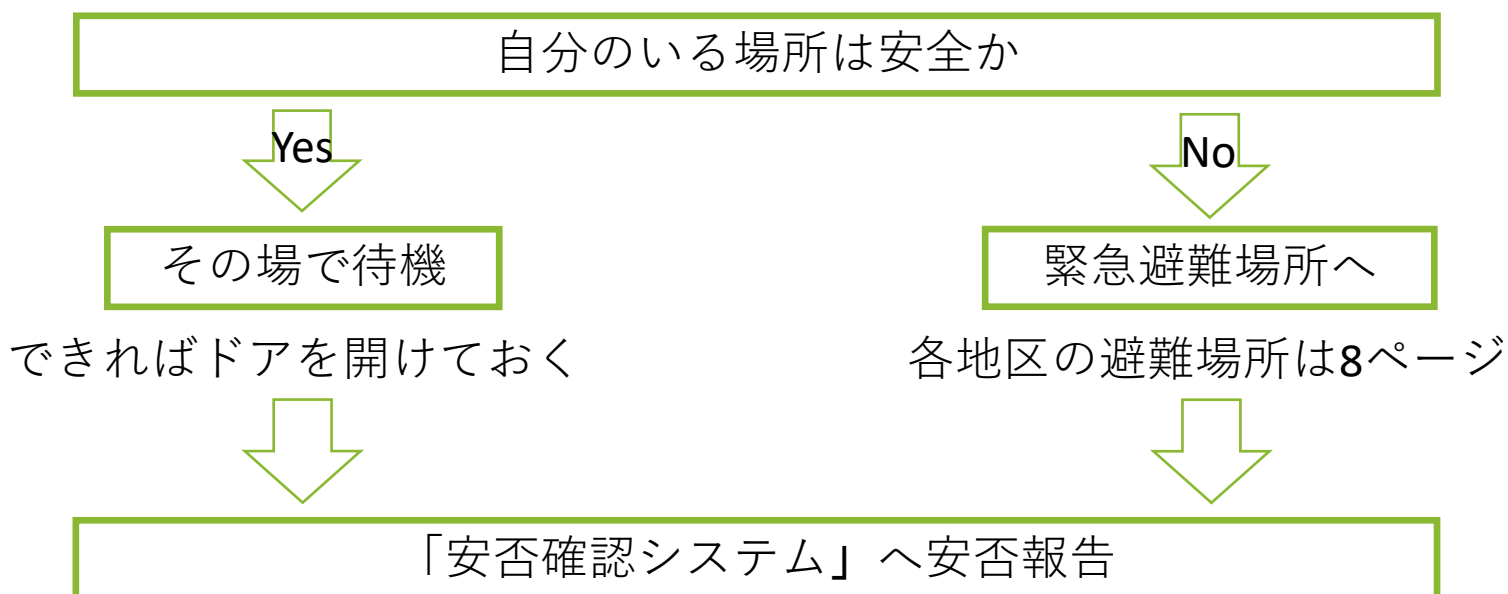 自分のいる場所は安全か
Yes
No
その場で待機
緊急避難場所へ
できればドアを開けておく
各地区の避難場所は8ページ
「安否確認システム」へ安否報告